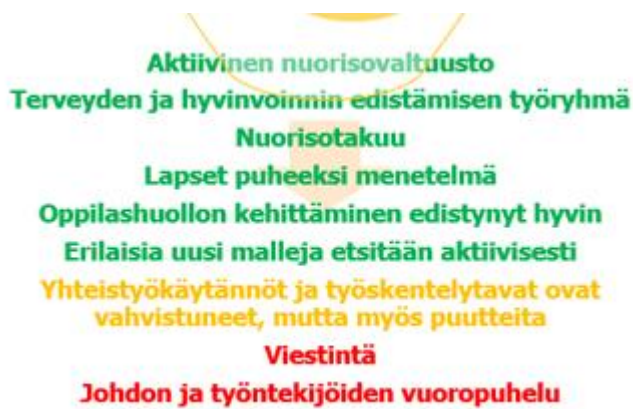 Aktiivinen nuorisovaltuusto
Terveyden ja hyvinvoinnin edistämisen työryhmä
Nuorisotakuu
Lapset puheeksi menetelmä
Oppilashuollon kehittäminen edistynyt hyvin
Erilaisia uusi malleja etsitään aktiivisesti
Yhteistyökäytännöt ja työskentelytavat ovat
vahvistuneet, mutta myös puutteita
Viestintä
Johdon ja työntekijöiden vuoropuhelu